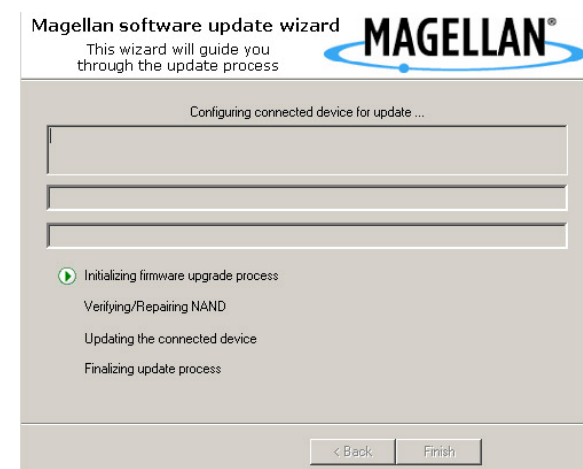 Magellan software update wizard
This wizard will guide you
through the update process
MAGELLAN®
Configuring connected device for update ...
Initializing firmware upgrade process
Verifying/Repairing NAND
Updating the connected device
Finalizing update process
< Back
Finish